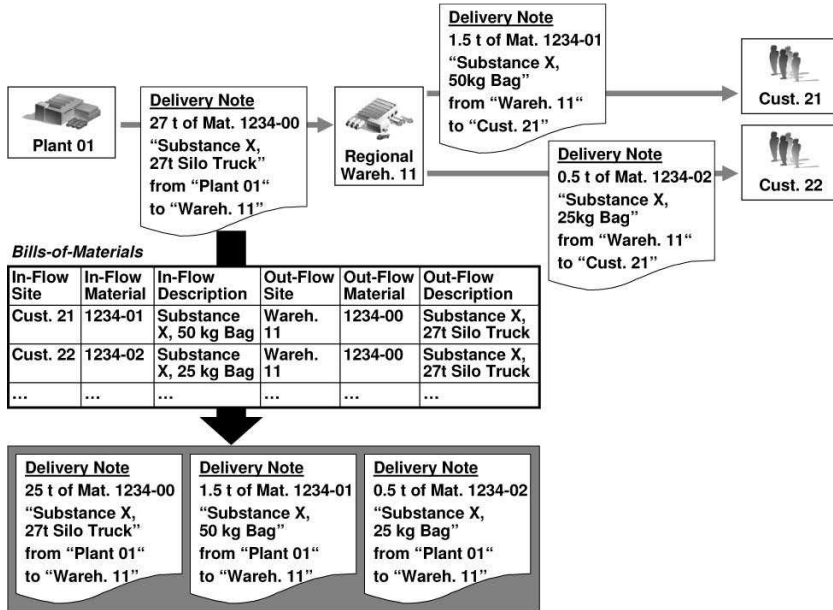 Plant 01
Delivery Note
27 t of Mat. 1234-00
“Substance X,
27t Silo Truck”
from “Plant 01“
to “Wareh. 11”
Regional
Wareh. 11
Delivery Note
1.5 t of Mat. 1234-01
“Substance X,
50kg Bag”
from “Wareh. 11“
to “Cust. 21”
Cust. 21
Delivery Note
0.5 t of Mat. 1234-02
“Substance X,
25kg Bag”
from “Wareh. 11“
to “Cust. 21”
Cust. 22
Bills-of-Materials
In-Flow Site | In-Flow Material | In-Flow Description | Out-Flow Site | Out-Flow Material | Out-Flow Description
Cust. 21 | 1234-01 | Substance X, 50 kg Bag | Wareh. 11 | 1234-00 | Substance X, 27t Silo Truck
Cust. 22 | 1234-02 | Substance X, 25 kg Bag | Wareh. 11 | 1234-00 | Substance X, 27t Silo Truck
... | ... | ... | ... | ... | ...
Delivery Note
25 t of Mat. 1234-00
“Substance X,
27t Silo Truck”
from “Plant 01“
to “Wareh. 11”
Delivery Note
1.5 t of Mat. 1234-01
“Substance X,
50 kg Bag”
from “Plant 01“
to “Wareh. 11”
Delivery Note
0.5 t of Mat. 1234-02
“Substance X,
25 kg Bag”
from “Plant 01“
to “Wareh. 11”